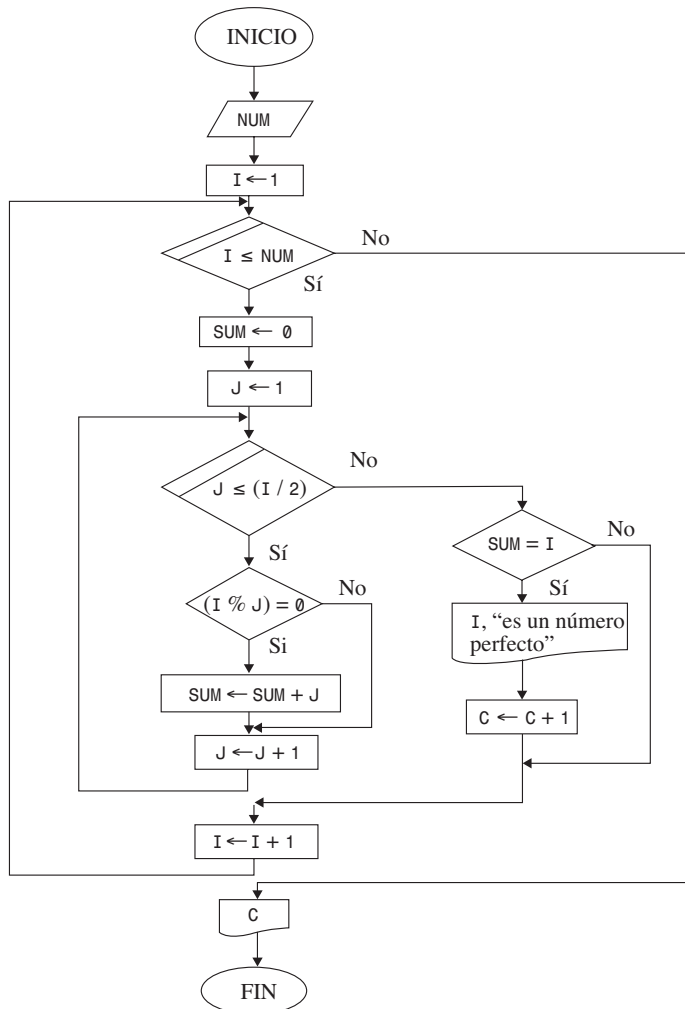 INICIO
NUM
I ← 1
I ≤ NUM
No
Sí
SUM ← 0
J ← 1
J ≤ (I / 2)
No
Sí
SUM = I
No
Sí
(I % J) = 0
No
Si
I, “es un número
perfecto”
SUM ← SUM + J
C ← C + 1
J ← J + 1
I ← I + 1
C
FIN